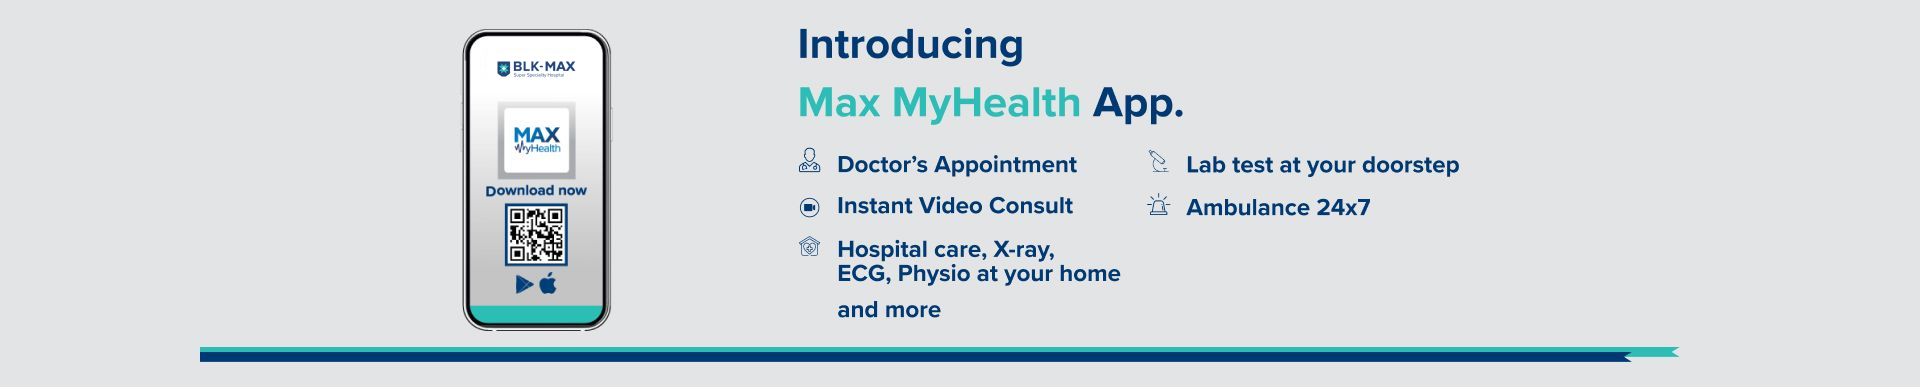 BLK-MAX
Super Speciality Hospital
MAX
MyHealth
Download now
Introducing
Max MyHealth App.
Doctor’s Appointment
Instant Video Consult
Hospital care, X-ray,
ECG, Physio at your home
and more
Lab test at your doorstep
Ambulance 24x7